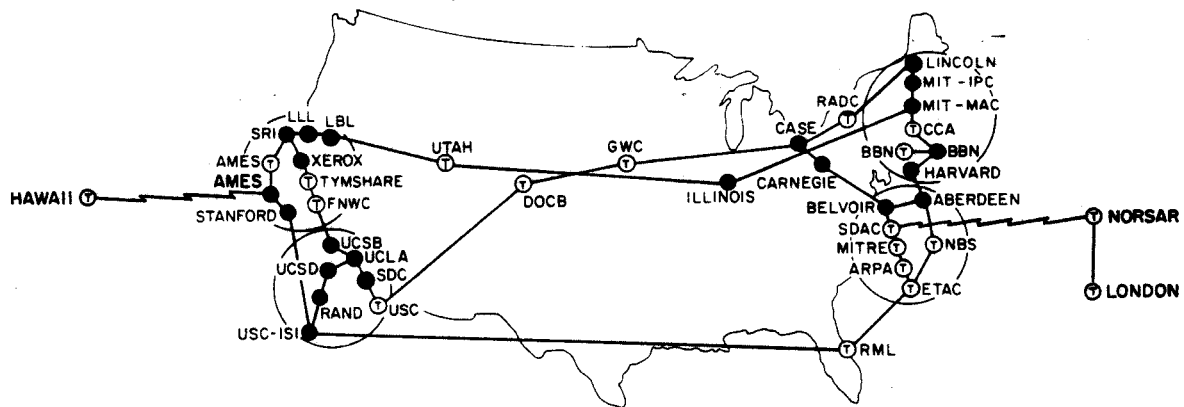 LINCOLN
MIT-IPC
RADC
MIT-MAC
LLL
LBL
SRI
CASE
CCA
UTAH
GWC
BBN
BBN
AMES
XEROX
HARVARD
AMES
TYMSHARE
CARNEGIE
HAWAII
T
DOCB
ILLINOIS
ABERDEEN
STANFORD
FNWC
BELVOIR
NORSAR
SDAC
UCSB
MITRE
NBS
UCLA
UCSD
SDC
ARPA
ETAC
LONDON
RAND
USC
USC-ISI
RML